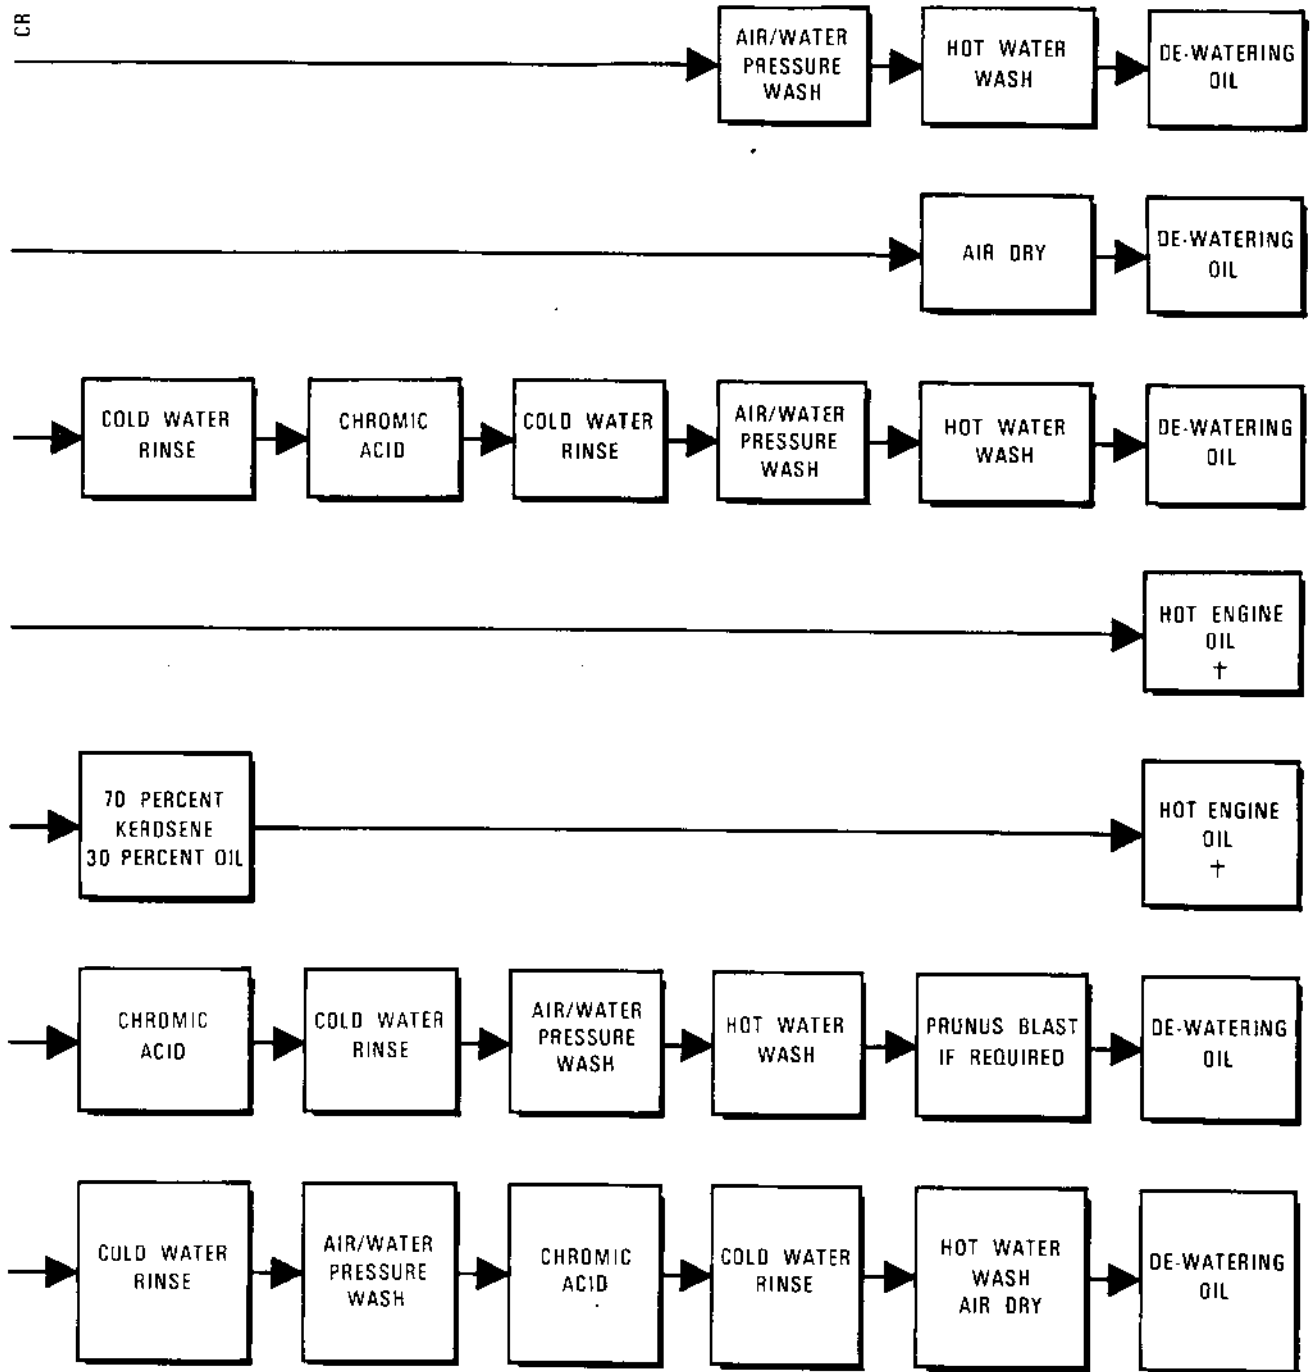 CR
AIR/WATER
PRESSURE
WASH
HOT WATER
WASH
DE-WATERING
OIL
AIR DRY
DE-WATERING
OIL
COLD WATER
RINSE
CHROMIC
ACID
COLD WATER
RINSE
AIR/WATER
PRESSURE
WASH
HOT WATER
WASH
DE-WATERING
OIL
HOT ENGINE
OIL
†
70 PERCENT
KEROSENE
30 PERCENT OIL
HOT ENGINE
OIL
†
CHROMIC
ACID
COLD WATER
RINSE
AIR/WATER
PRESSURE
WASH
HOT WATER
WASH
PRUNUS BLAST
IF REQUIRED
DE-WATERING
OIL
COLD WATER
RINSE
AIR/WATER
PRESSURE
WASH
CHROMIC
ACID
COLD WATER
RINSE
HOT WATER
WASH
AIR DRY
DE-WATERING
OIL